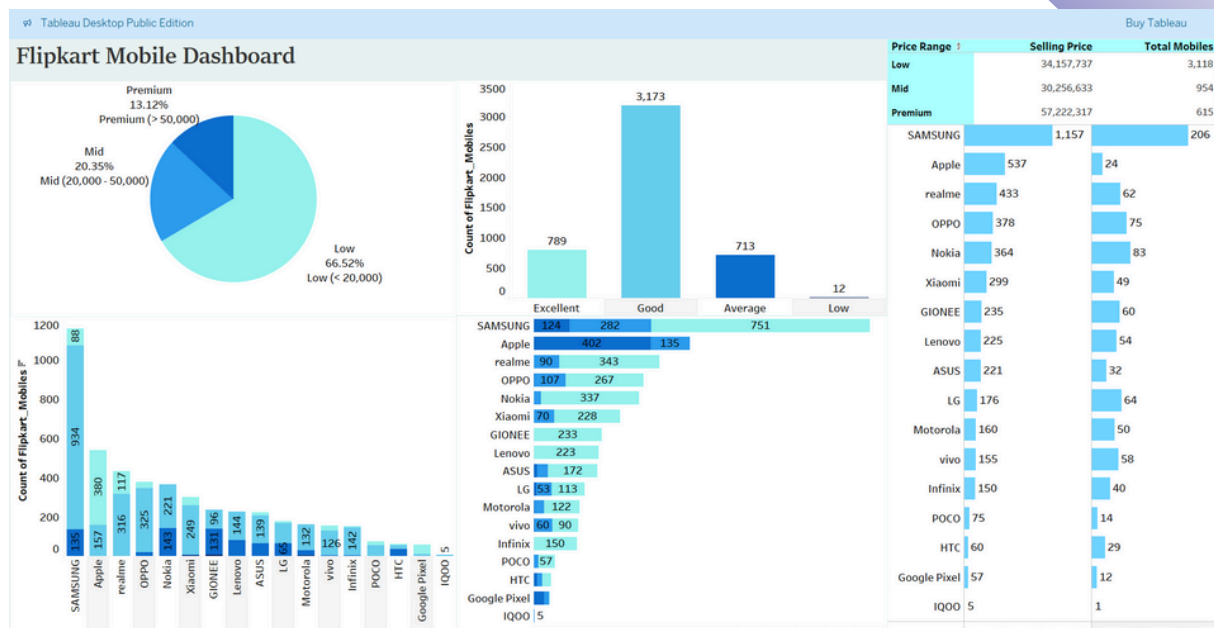 Tableau Desktop Public Edition
Buy Tableau
Flipkart Mobile Dashboard
Premium
13.12%
Premium (> 50,000)
Mid
20.35%
Mid (20,000 - 50,000)
Low
66.52%
Low (< 20,000)
Count of Flipkart_Mobiles
3500
3000
2500
2000
1500
1000
500
0
789
3,173
713
12
Excellent Good Average Low
Price Range Selling Price Total Mobiles
Low 34,157,737 3,118
Mid 30,256,633 954
Premium 57,222,317 615
SAMSUNG 1,157 206
Apple 537 24
realme 433 62
OPPO 378 75
Nokia 364 83
Xiaomi 299 49
GIONEE 235 60
Lenovo 225 54
ASUS 221 32
LG 176 64
Motorola 160 50
vivo 155 58
Infinix 150 40
POCO 75 14
HTC 60 29
Google Pixel 57 12
IQOO 5 1
Count of Flipkart_Mobiles
1200
1000
800
600
400
200
0
88
934
135
380
157
117
316
325
221
143
249
96
131
144
139
65
132
126
142
5
SAMSUNG
Apple
realme
OPPO
Nokia
Xiaomi
GIONEE
Lenovo
ASUS
LG
Motorola
vivo
Infinix
POCO
HTC
Google Pixel
IQOO
SAMSUNG 124 282 751
Apple 402 135
realme 90 343
OPPO 107 267
Nokia 337
Xiaomi 70 228
GIONEE 233
Lenovo 223
ASUS 172
LG 53 113
Motorola 122
vivo 60 90
Infinix 150
POCO 57
HTC
Google Pixel
IQOO 5